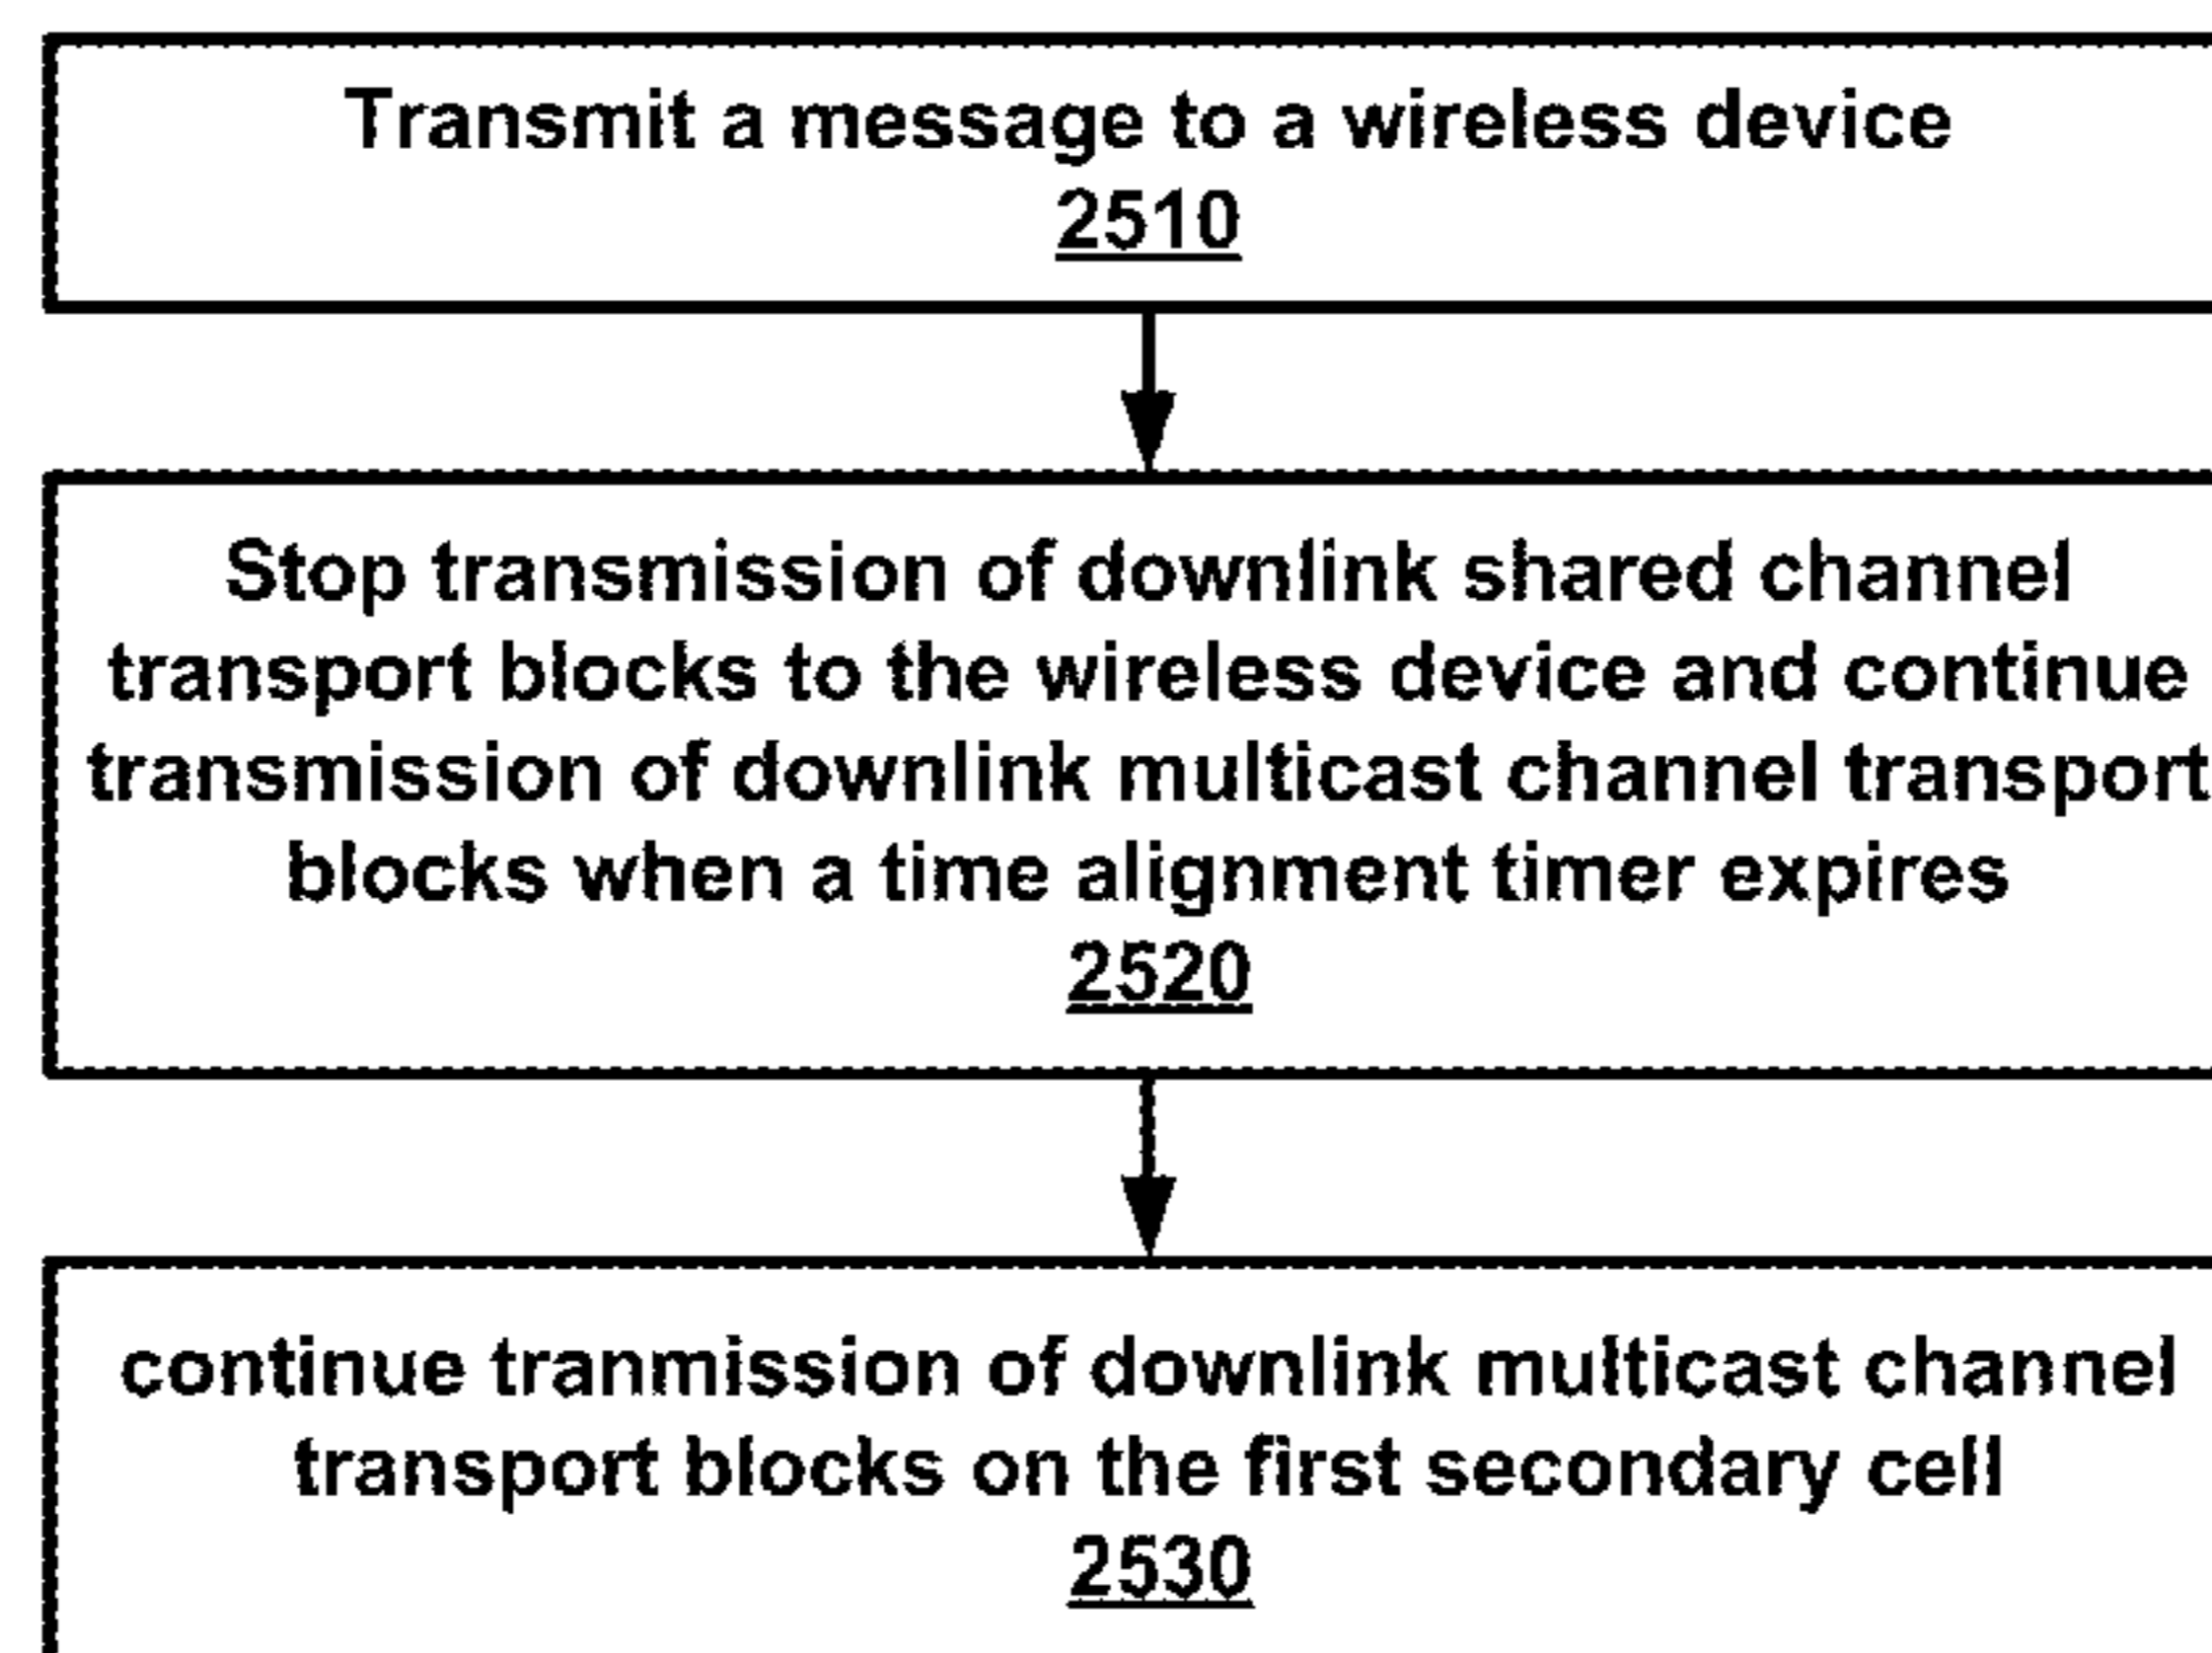 Transmit a message to a wireless device
2510
Stop transmission of downlink shared channel
transport blocks to the wireless device and continue
transmission of downlink multicast channel transport
blocks when a time alignment timer expires
2520
continue tranmission of downlink multicast channel
transport blocks on the first secondary cell
2530